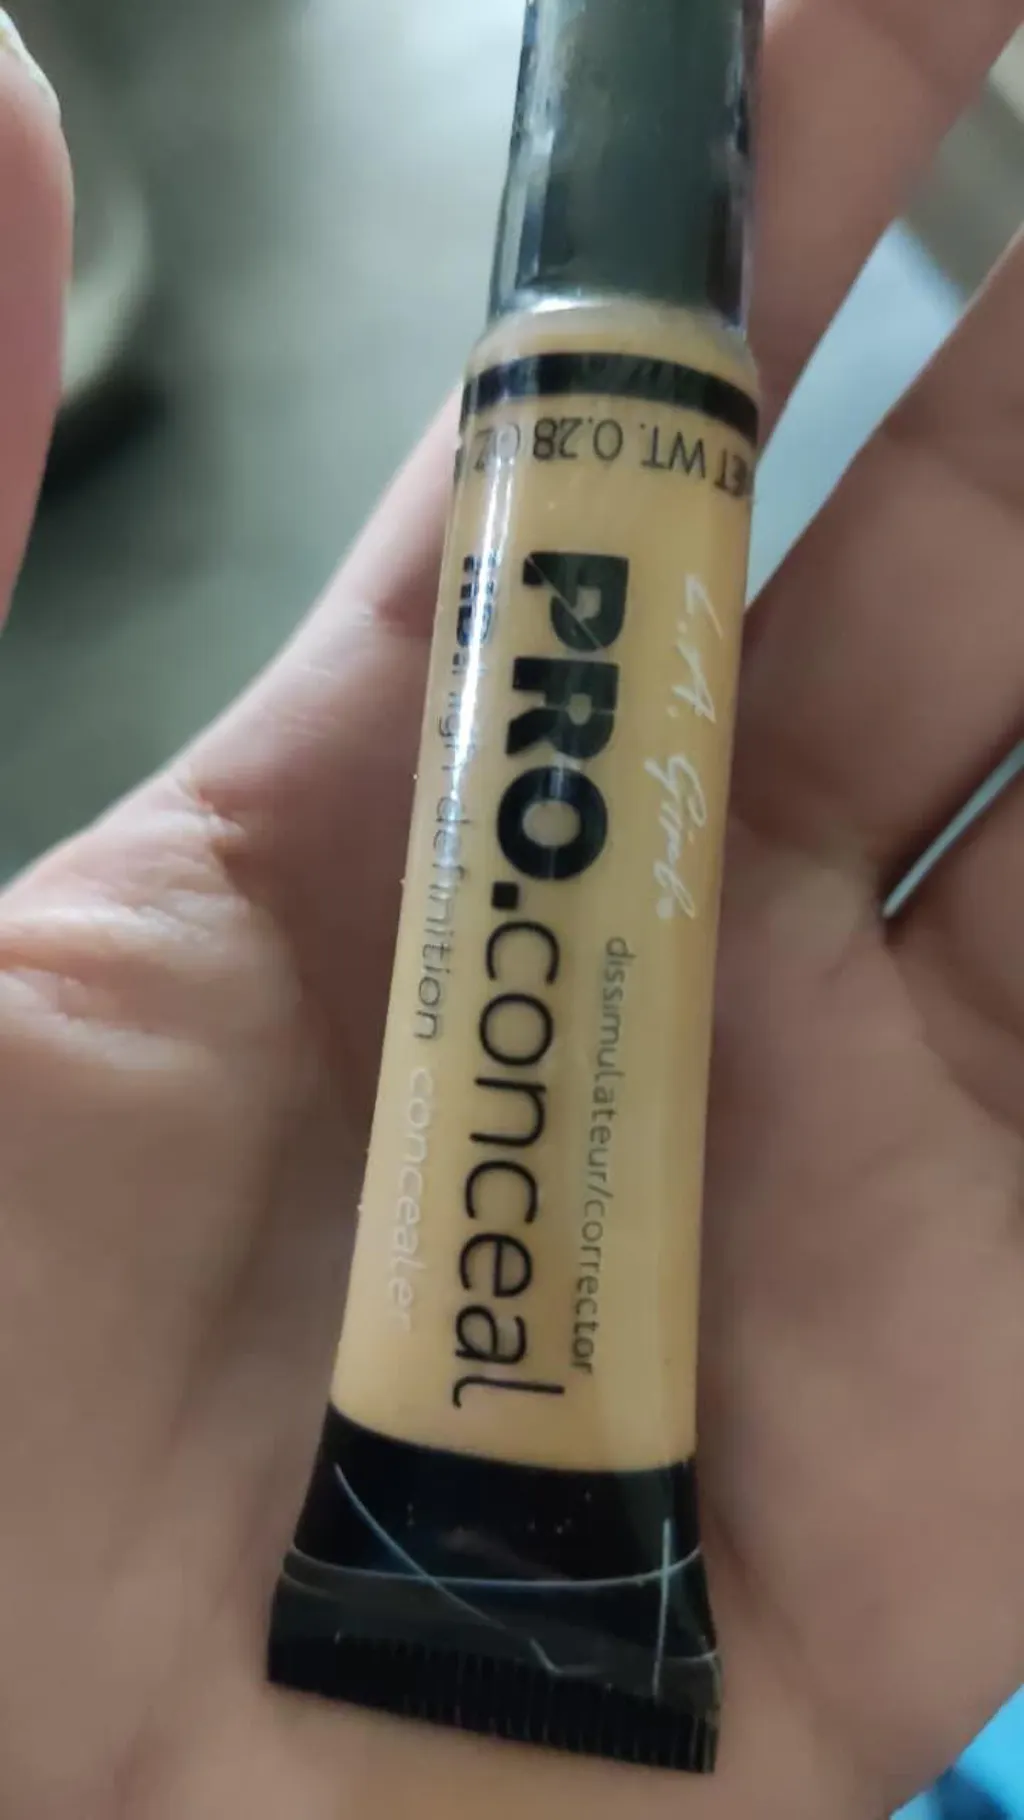 NET WT. 0.28 OZ
L.A. Girl
dissimulateur/corrector
PRO.conceal
HD.high-definition concealer